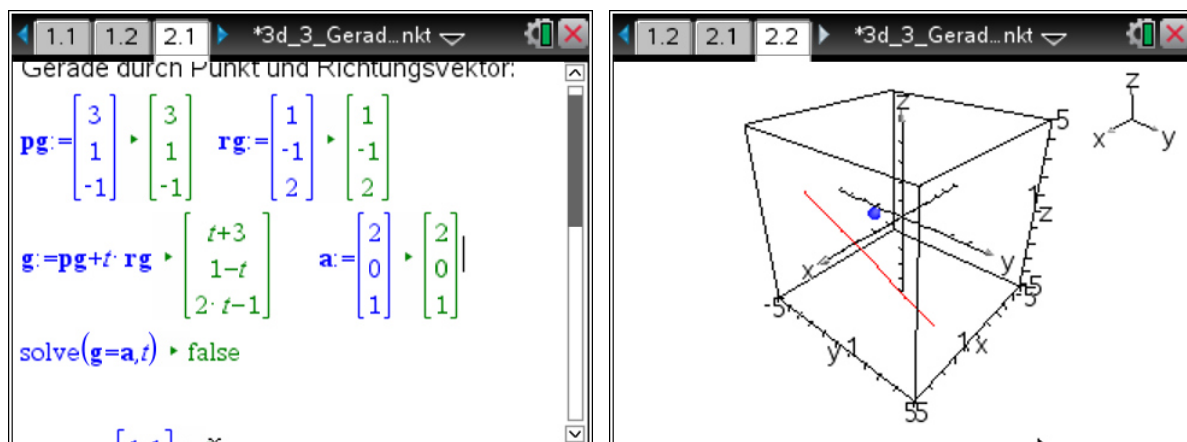 1.1 1.2 2.1 *3d_3_Gerad...nkt
Gerade durch Punkt und Richtungsvektor:
pg:=[3 1 -1] ▸ [3 1 -1] rg:=[1 -1 2] ▸ [1 -1 2]
g:=pg+t· rg ▸ [t+3 1−t 2· t−1] a:=[2 0 1] ▸ [2 0 1]
solve(g=a,t) ▸ false
1.2 2.1 2.2 *3d_3_Gerad...nkt
z
x y
z 5
1
z
x y
-5 -5 5
y 1 1 x
5 5